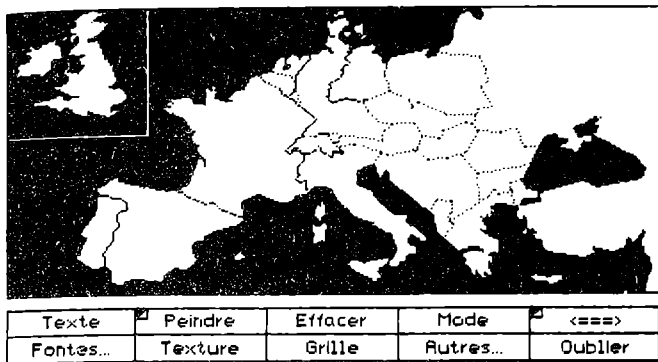 Texte Peindre Effacer Mode <===>
Fontes... Texture Grille Autres... Oublier